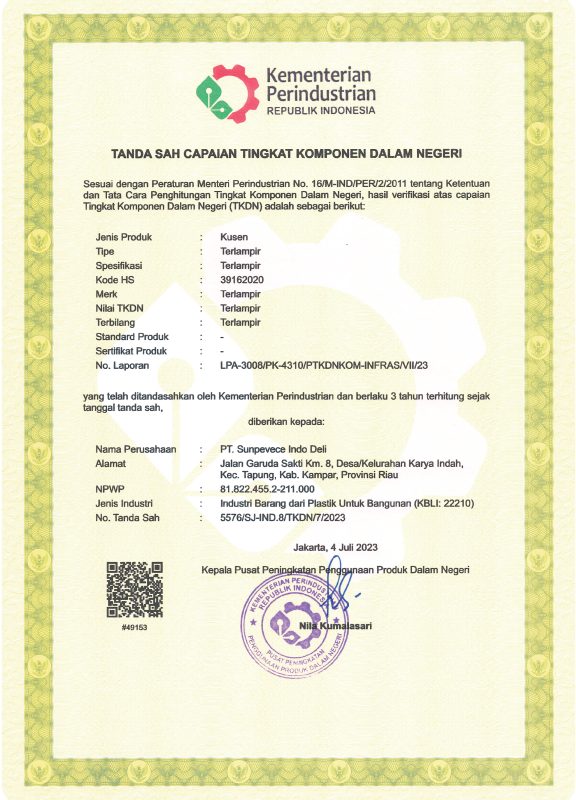 Kementerian
Perindustrian
REPUBLIK INDONESIA
TANDA SAH CAPAIAN TINGKAT KOMPONEN DALAM NEGERI
Sesuai dengan Peraturan Menteri Perindustrian No. 16/M-IND/PER/2/2011 tentang Ketentuan
dan Tata Cara Penghitungan Tingkat Komponen Dalam Negeri, hasil verifikasi atas capaian
Tingkat Komponen Dalam Negeri (TKDN) adalah sebagai berikut:
Jenis Produk : Kusen
Tipe : Terlampir
Spesifikasi : Terlampir
Kode HS : 39162020
Merk : Terlampir
Nilai TKDN : Terlampir
Terbilang : Terlampir
Standard Produk : -
Sertifikat Produk : -
No. Laporan : LPA-3008/PK-4310/PTKDNKOM-INFRAS/VII/23
yang telah ditandasahkan oleh Kementerian Perindustrian dan berlaku 3 tahun terhitung sejak
tanggal tanda sah,
diberikan kepada:
Nama Perusahaan : PT. Sunpevece Indo Deli
Alamat : Jalan Garuda Sakti Km. 8, Desa/Kelurahan Karya Indah,
Kec. Tapung, Kab. Kampar, Provinsi Riau
NPWP : 81.822.455.2-211.000
Jenis Industri : Industri Barang dari Plastik Untuk Bangunan (KBLI: 22210)
No. Tanda Sah : 5576/SJ-IND.8/TKDN/7/2023
Jakarta, 4 Juli 2023
Kepala Pusat Peningkatan Penggunaan Produk Dalam Negeri
KEMENTERIAN PERINDUSTRIAN
REPUBLIK INDONESIA
Nila Kumalasari
PUSAT PENINGKATAN
PENGGUNAAN PRODUK DALAM NEGERI
#49153